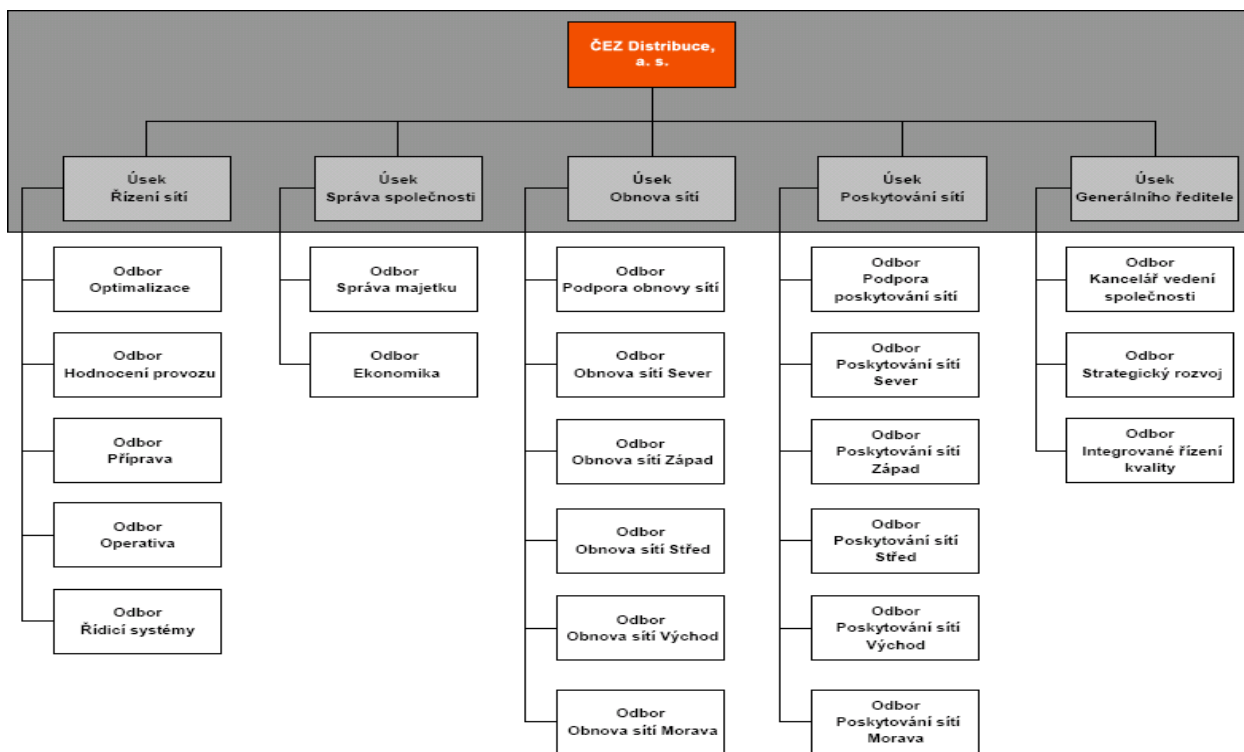 ČEZ Distribuce,
a. s.
Úsek
Řízení sítí
Úsek
Správa společnosti
Úsek
Obnova sítí
Úsek
Poskytování sítí
Úsek
Generálního ředitele
Odbor
Optimalizace
Odbor
Hodnocení provozu
Odbor
Příprava
Odbor
Operativa
Odbor
Řídicí systémy
Odbor
Správa majetku
Odbor
Ekonomika
Odbor
Podpora obnovy sítí
Odbor
Obnova sítí Sever
Odbor
Obnova sítí Západ
Odbor
Obnova sítí Střed
Odbor
Obnova sítí Východ
Odbor
Obnova sítí Morava
Odbor
Podpora
poskytování sítí
Odbor
Poskytování sítí
Sever
Odbor
Poskytování sítí
Západ
Odbor
Poskytování sítí
Střed
Odbor
Poskytování sítí
Východ
Odbor
Poskytování sítí
Morava
Odbor
Kancelář vedení
společnosti
Odbor
Strategický rozvoj
Odbor
Integrované řízení
kvality